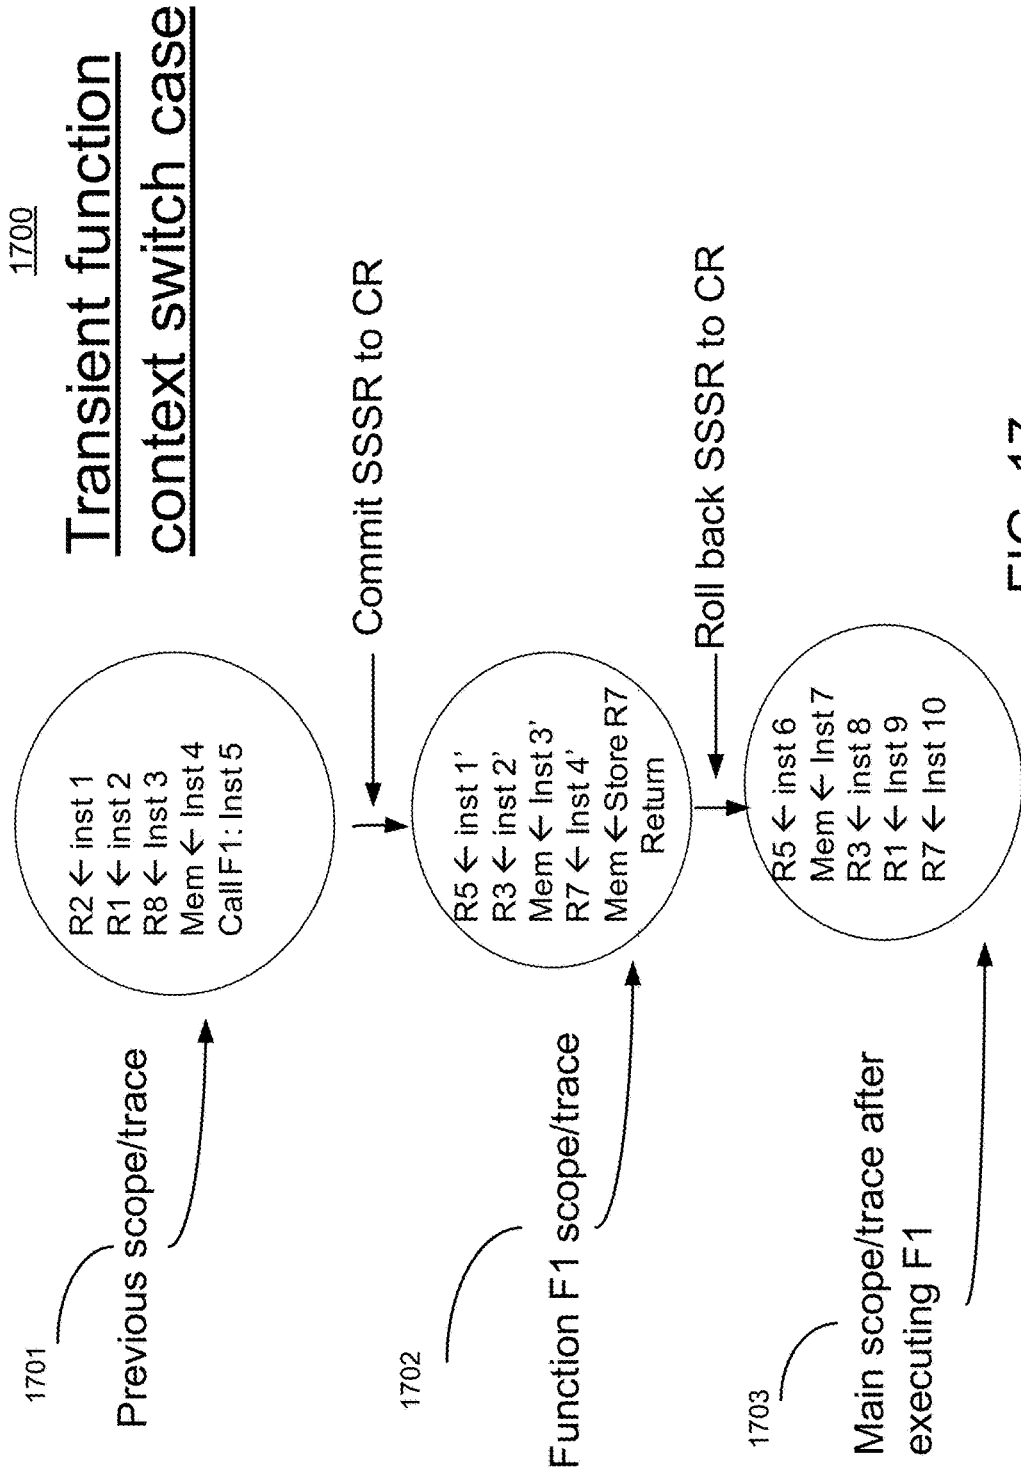 1700
Transient function
context switch case
1701
Previous scope/trace
R2 ← inst 1
R1 ← inst 2
R8 ← Inst 3
Mem ← Inst 4
Call F1: Inst 5
Commit SSSR to CR
1702
Function F1 scope/trace
R5 ← inst 1'
R3 ← inst 2'
Mem ← Inst 3'
R7 ← Inst 4'
Mem ← Store R7
Return
Roll back SSSR to CR
1703
Main scope/trace after
executing F1
R5 ← inst 6
Mem ← Inst 7
R3 ← inst 8
R1 ← Inst 9
R7 ← Inst 10
FIG. 17